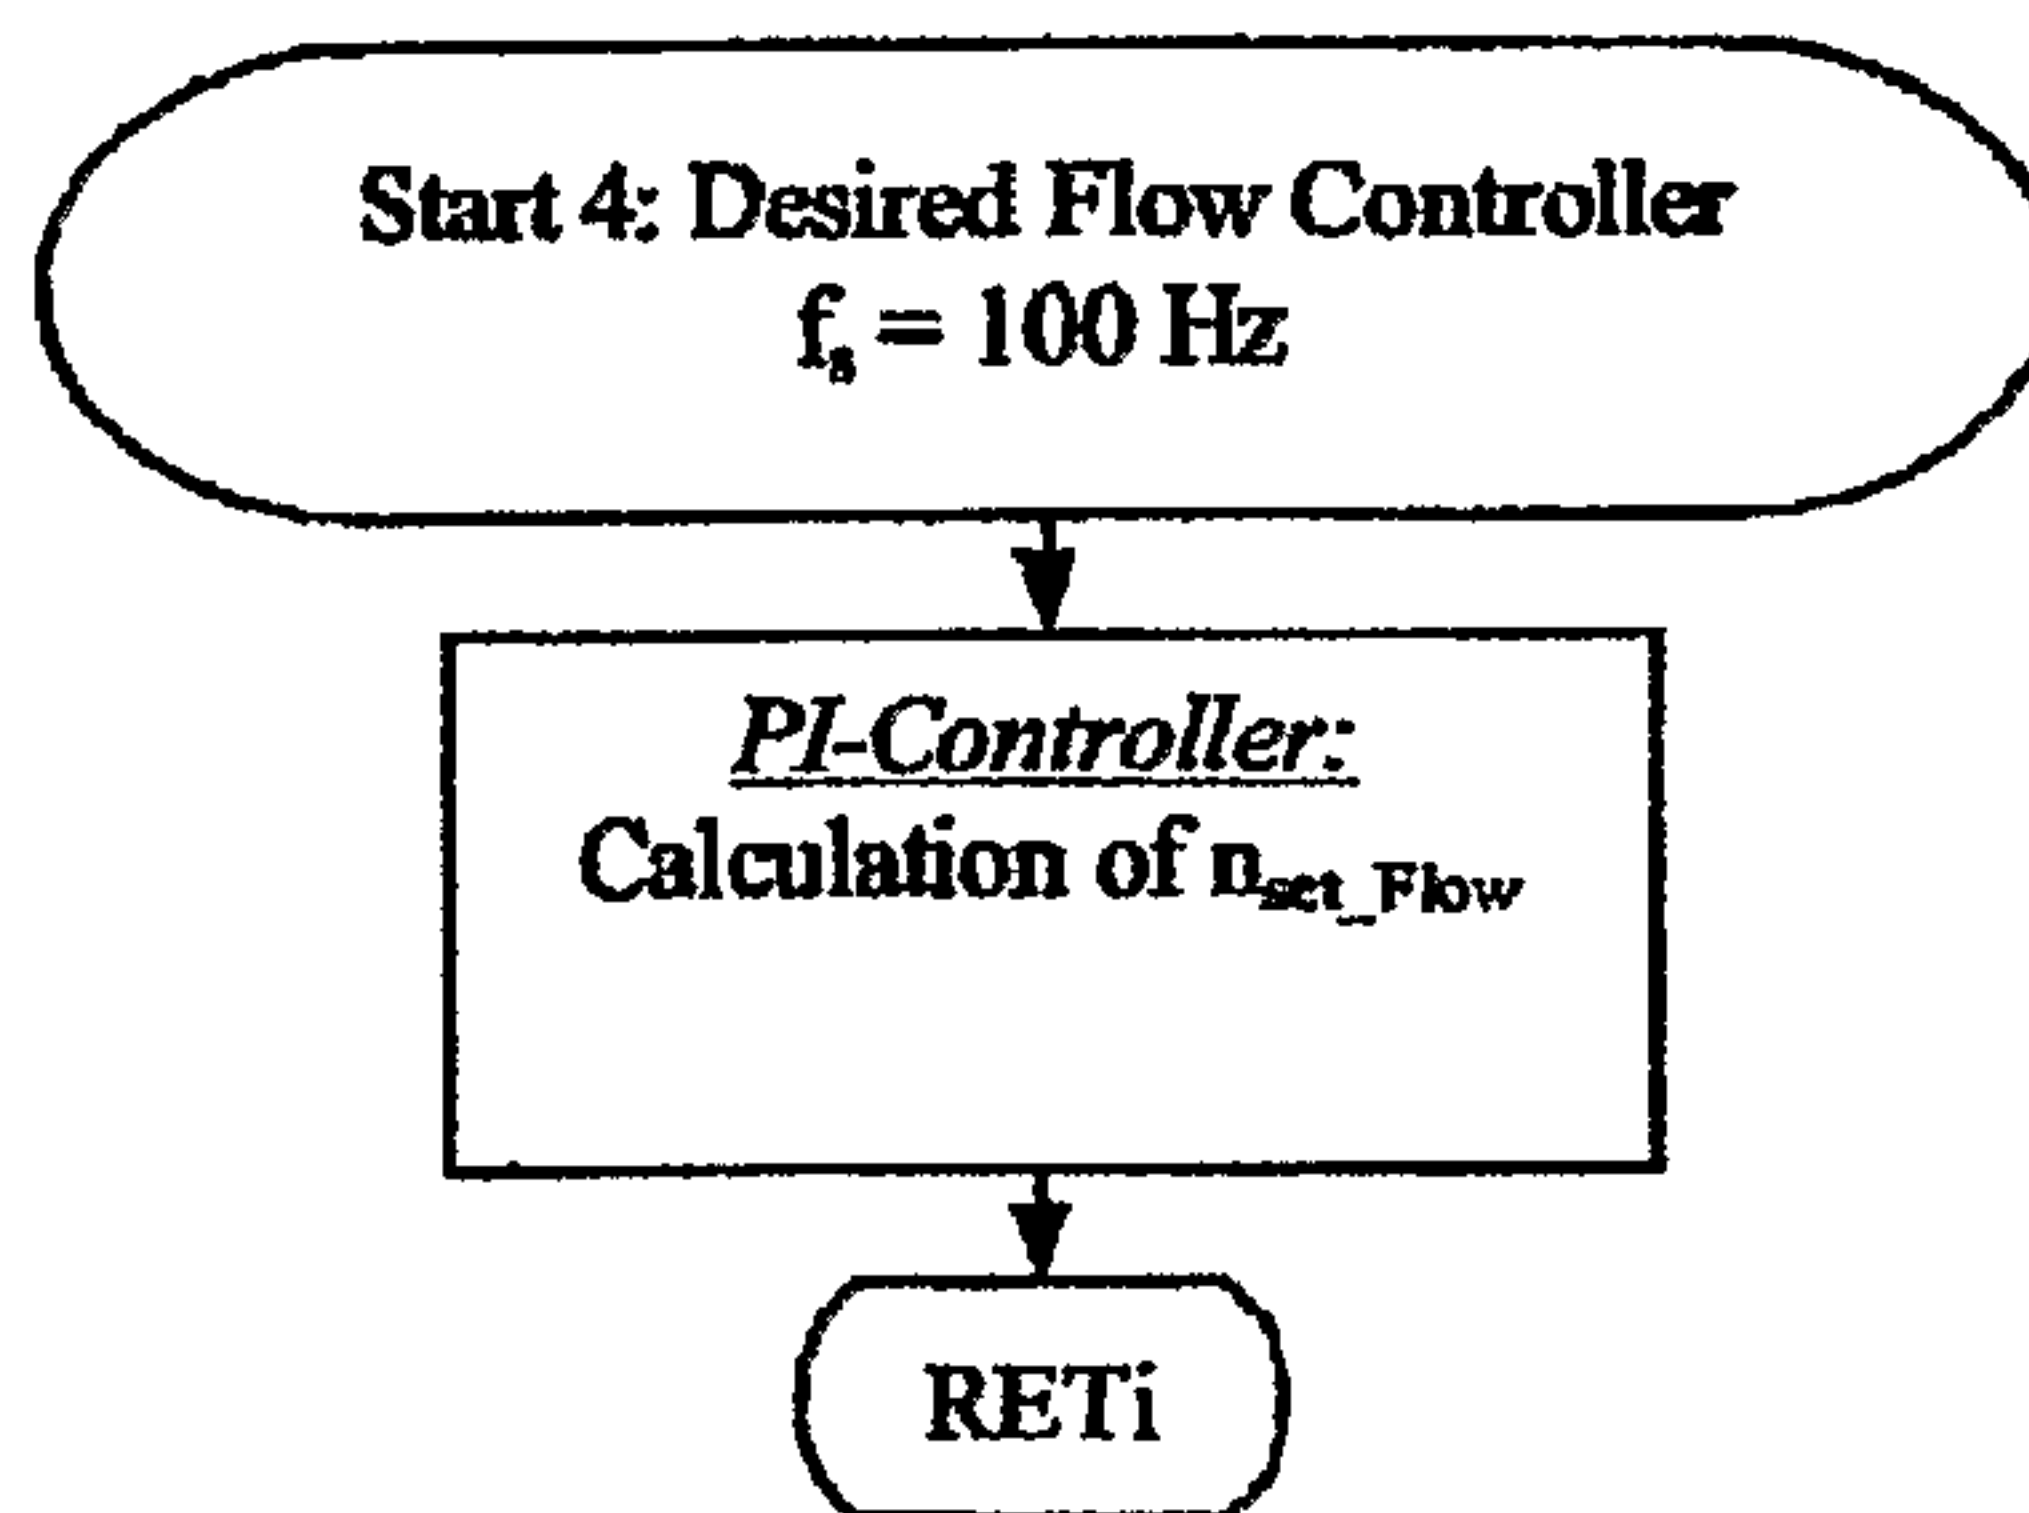 Start 4: Desired Flow Controller
fs = 100 Hz
PI-Controller:
Calculation of nset_Flow
RETi